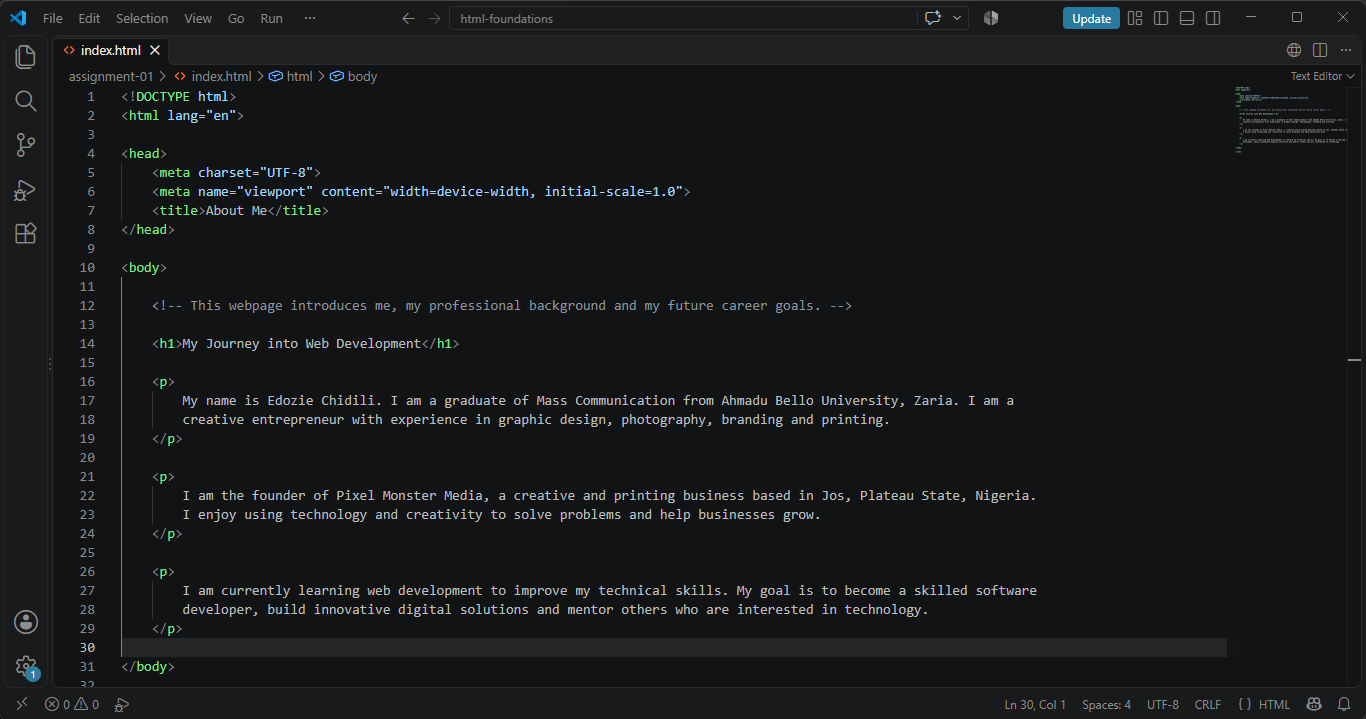 File Edit Selection View Go Run ··· html-foundations Update
index.html
assignment-01 > index.html > html > body Text Editor
1 <!DOCTYPE html>
2 <html lang="en">
3
4 <head>
5 <meta charset="UTF-8">
6 <meta name="viewport" content="width=device-width, initial-scale=1.0">
7 <title>About Me</title>
8 </head>
9
10 <body>
11
12 <!-- This webpage introduces me, my professional background and my future career goals. -->
13
14 <h1>My Journey into Web Development</h1>
15
16 <p>
17 My name is Edozie Chidili. I am a graduate of Mass Communication from Ahmadu Bello University, Zaria. I am a
18 creative entrepreneur with experience in graphic design, photography, branding and printing.
19 </p>
20
21 <p>
22 I am the founder of Pixel Monster Media, a creative and printing business based in Jos, Plateau State, Nigeria.
23 I enjoy using technology and creativity to solve problems and help businesses grow.
24 </p>
25
26 <p>
27 I am currently learning web development to improve my technical skills. My goal is to become a skilled software
28 developer, build innovative digital solutions and mentor others who are interested in technology.
29 </p>
30
31 </body>
32
1
0 0 Ln 30, Col 1 Spaces: 4 UTF-8 CRLF { } HTML